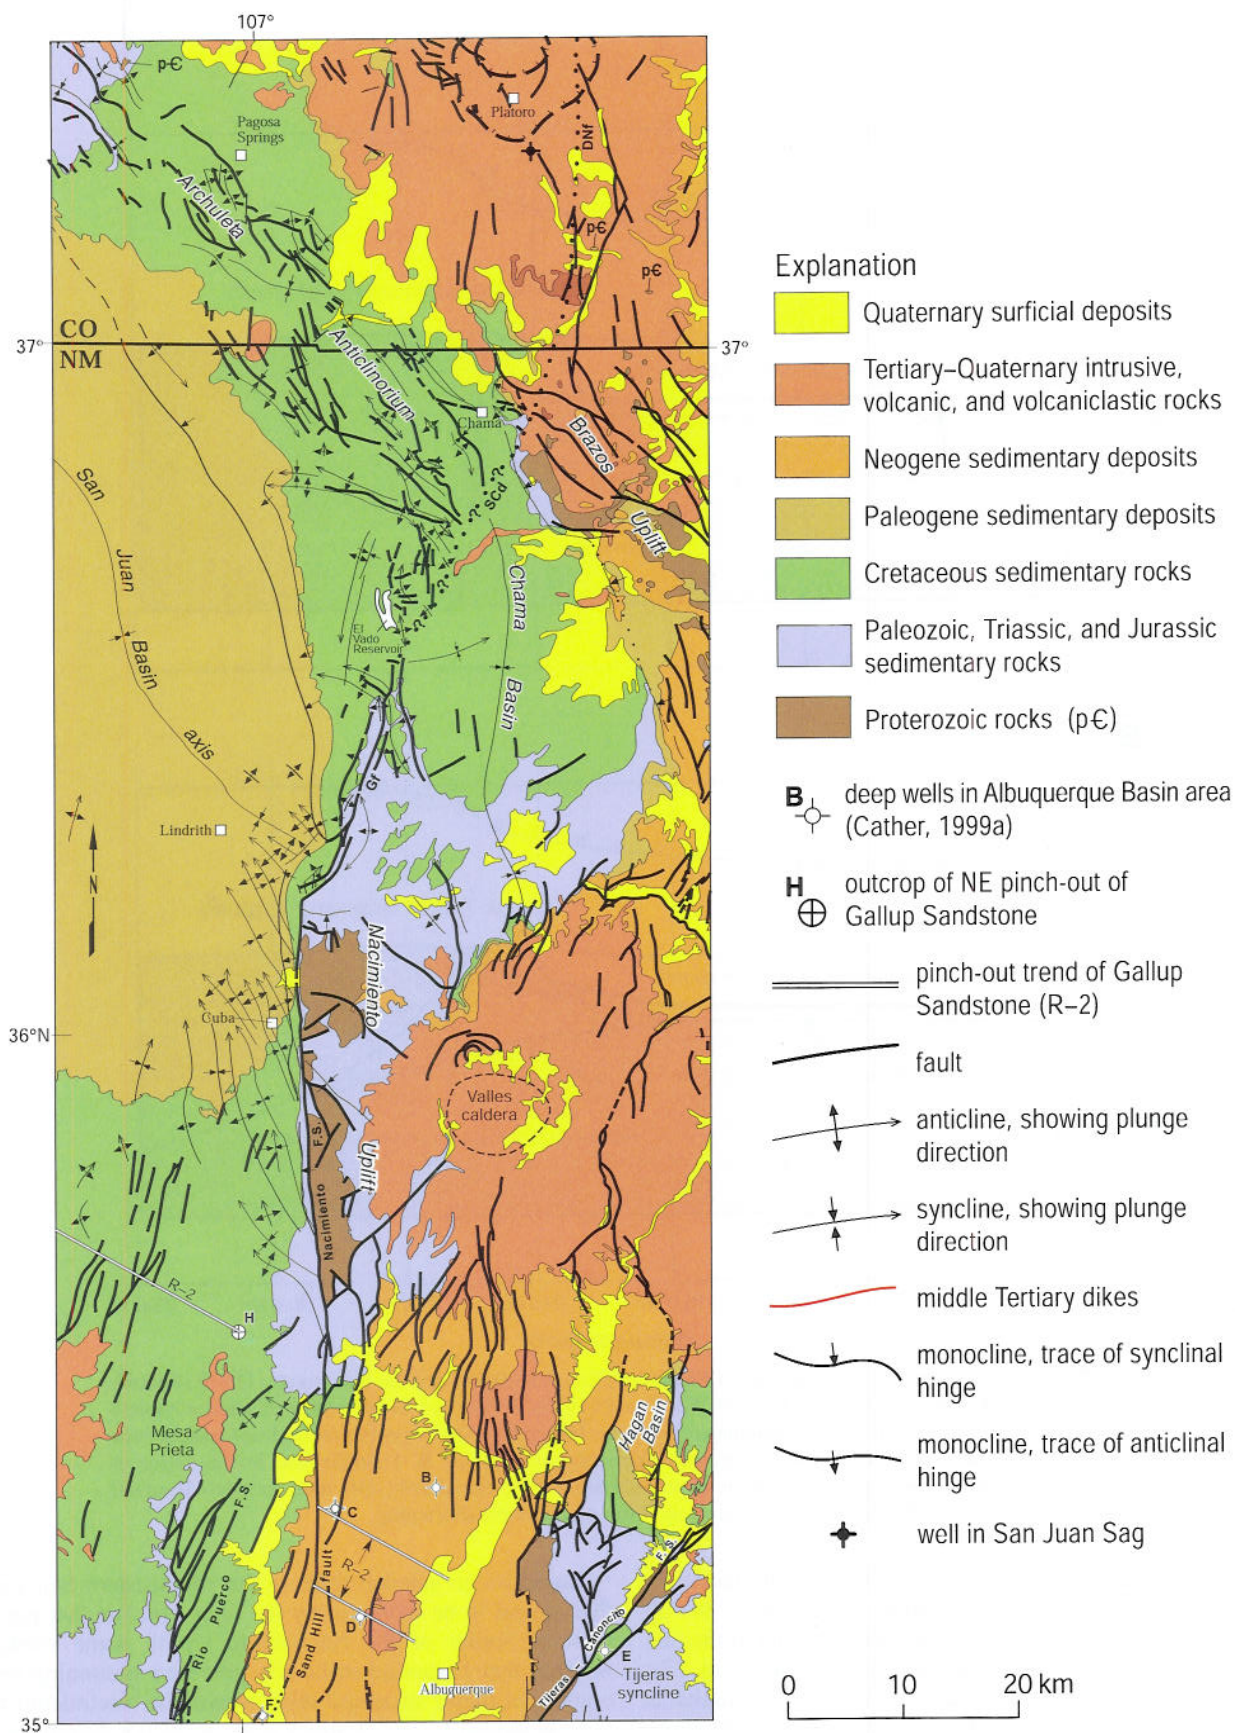 107°
p-Є
Pagosa
Springs
Platoro
DNf
Archuleta
A
p-Є
p-Є
CO
NM
37°
37°
Anticlinorium
Chama
Brazos
Uplift
San
Juan
Basin
axis
?
SCd
?
?
?
El
Vado
Reservoir
Chama
Basin
Gf
Lindrith
N
Nacimiento
Uplift
Cuba
36°N
Valles
caldera
F.S.
Nacimiento
R-2
H
Mesa
Prieta
Hagan
Basin
B
C
F.S.
R-2
fault
Sand Hill
D
Rio Puerco
F.S.
Tijeras – Canoncito
E
Tijeras
syncline
Albuquerque
F
35°
Explanation
Quaternary surficial deposits
Tertiary–Quaternary intrusive,
volcanic, and volcaniclastic rocks
Neogene sedimentary deposits
Paleogene sedimentary deposits
Cretaceous sedimentary rocks
Paleozoic, Triassic, and Jurassic
sedimentary rocks
Proterozoic rocks (p-Є)
B deep wells in Albuquerque Basin area
(Cather, 1999a)
H outcrop of NE pinch-out of
Gallup Sandstone
pinch-out trend of Gallup
Sandstone (R–2)
fault
anticline, showing plunge
direction
syncline, showing plunge
direction
middle Tertiary dikes
monocline, trace of synclinal
hinge
monocline, trace of anticlinal
hinge
well in San Juan Sag
0 10 20 km